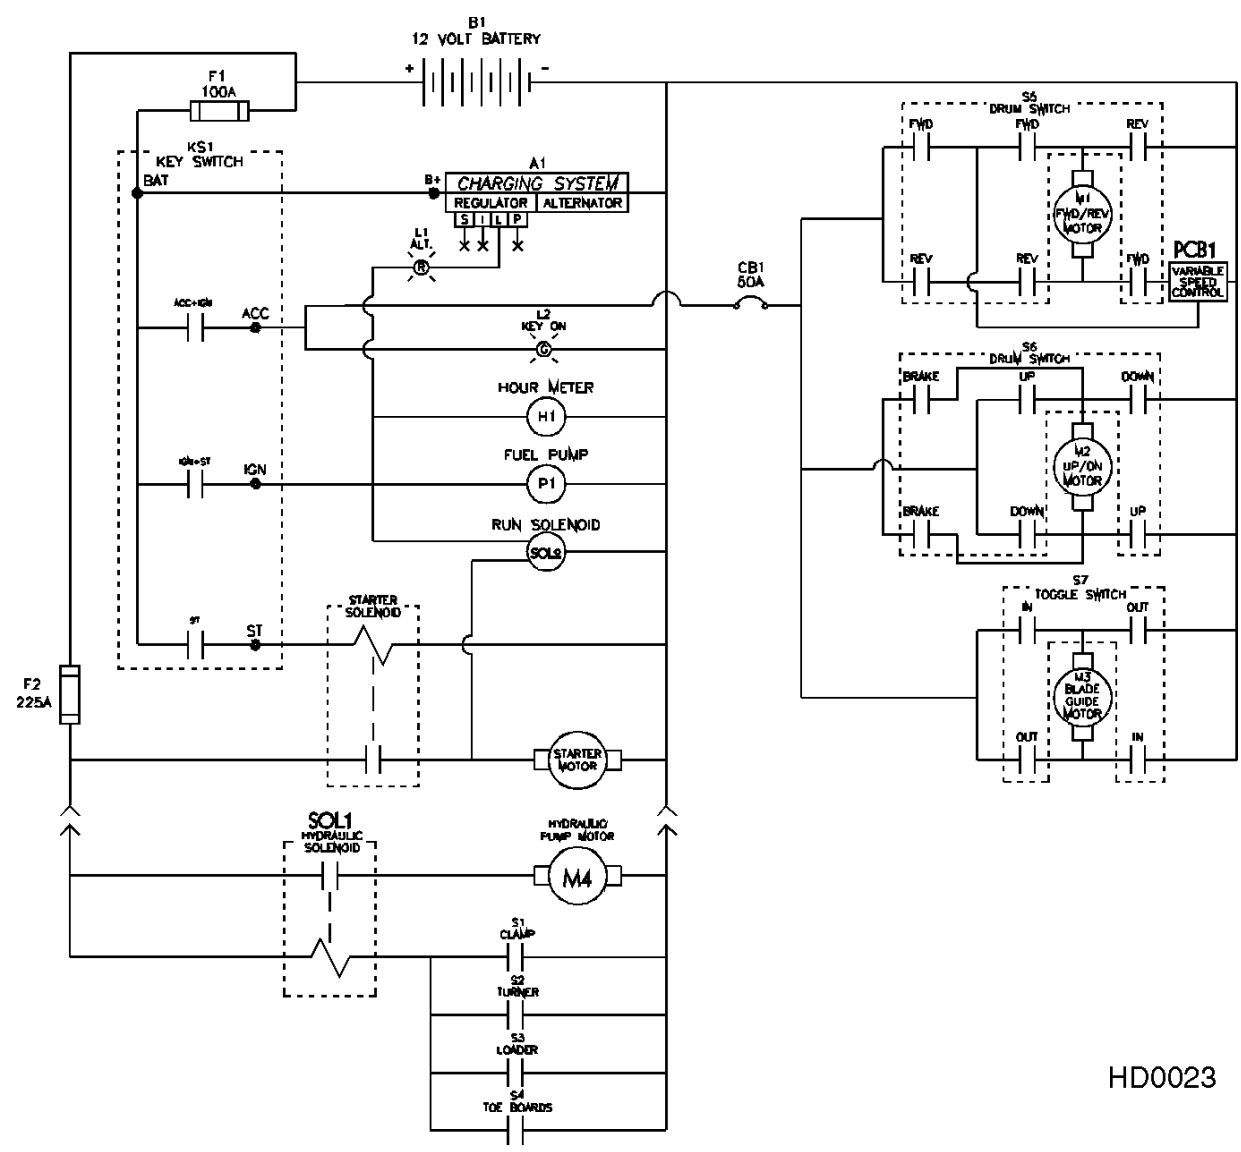 B1
12 VOLT BATTERY
+
-
F1
100A
KS1
KEY SWITCH
BAT
B+
A1
CHARGING SYSTEM
REGULATOR
ALTERNATOR
S I L P
L1
ALT.
R
ACC+IGN
ACC
L2
KEY ON
G
HOUR METER
H1
IGN+ST
IGN
FUEL PUMP
P1
RUN SOLENOID
SOL2
ST
ST
STARTER
SOLENOID
F2
225A
STARTER
MOTOR
SOL1
HYDRAULIC
SOLENOID
HYDRAULIC
PUMP MOTOR
M4
S1
CLAMP
S2
TURNER
S3
LOADER
S4
TOE BOARDS
CB1
50A
S5
DRUM SWITCH
FWD
FWD
REV
M1
FWD/REV
MOTOR
REV
REV
FWD
PCB1
VARIABLE
SPEED
CONTROL
S6
DRUM SWITCH
BRAKE
UP
DOWN
M2
UP/DN
MOTOR
BRAKE
DOWN
UP
S7
TOGGLE SWITCH
IN
OUT
M3
BLADE
GUIDE
MOTOR
OUT
IN
HD0023